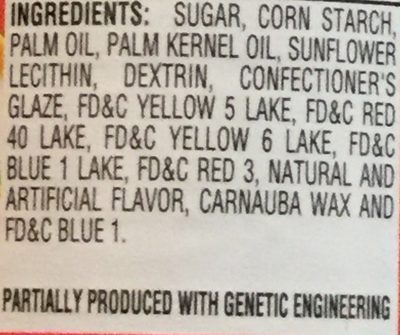 INGREDIENTS: SUGAR, CORN STARCH,
PALM OIL, PALM KERNEL OIL, SUNFLOWER
LECITHIN, DEXTRIN, CONFECTIONER'S
GLAZE, FD&C YELLOW 5 LAKE, FD&C RED
40 LAKE, FD&C YELLOW 6 LAKE, FD&C
BLUE 1 LAKE, FD&C RED 3, NATURAL AND
ARTIFICIAL FLAVOR, CARNAUBA WAX AND
FD&C BLUE 1.
PARTIALLY PRODUCED WITH GENETIC ENGINEERING